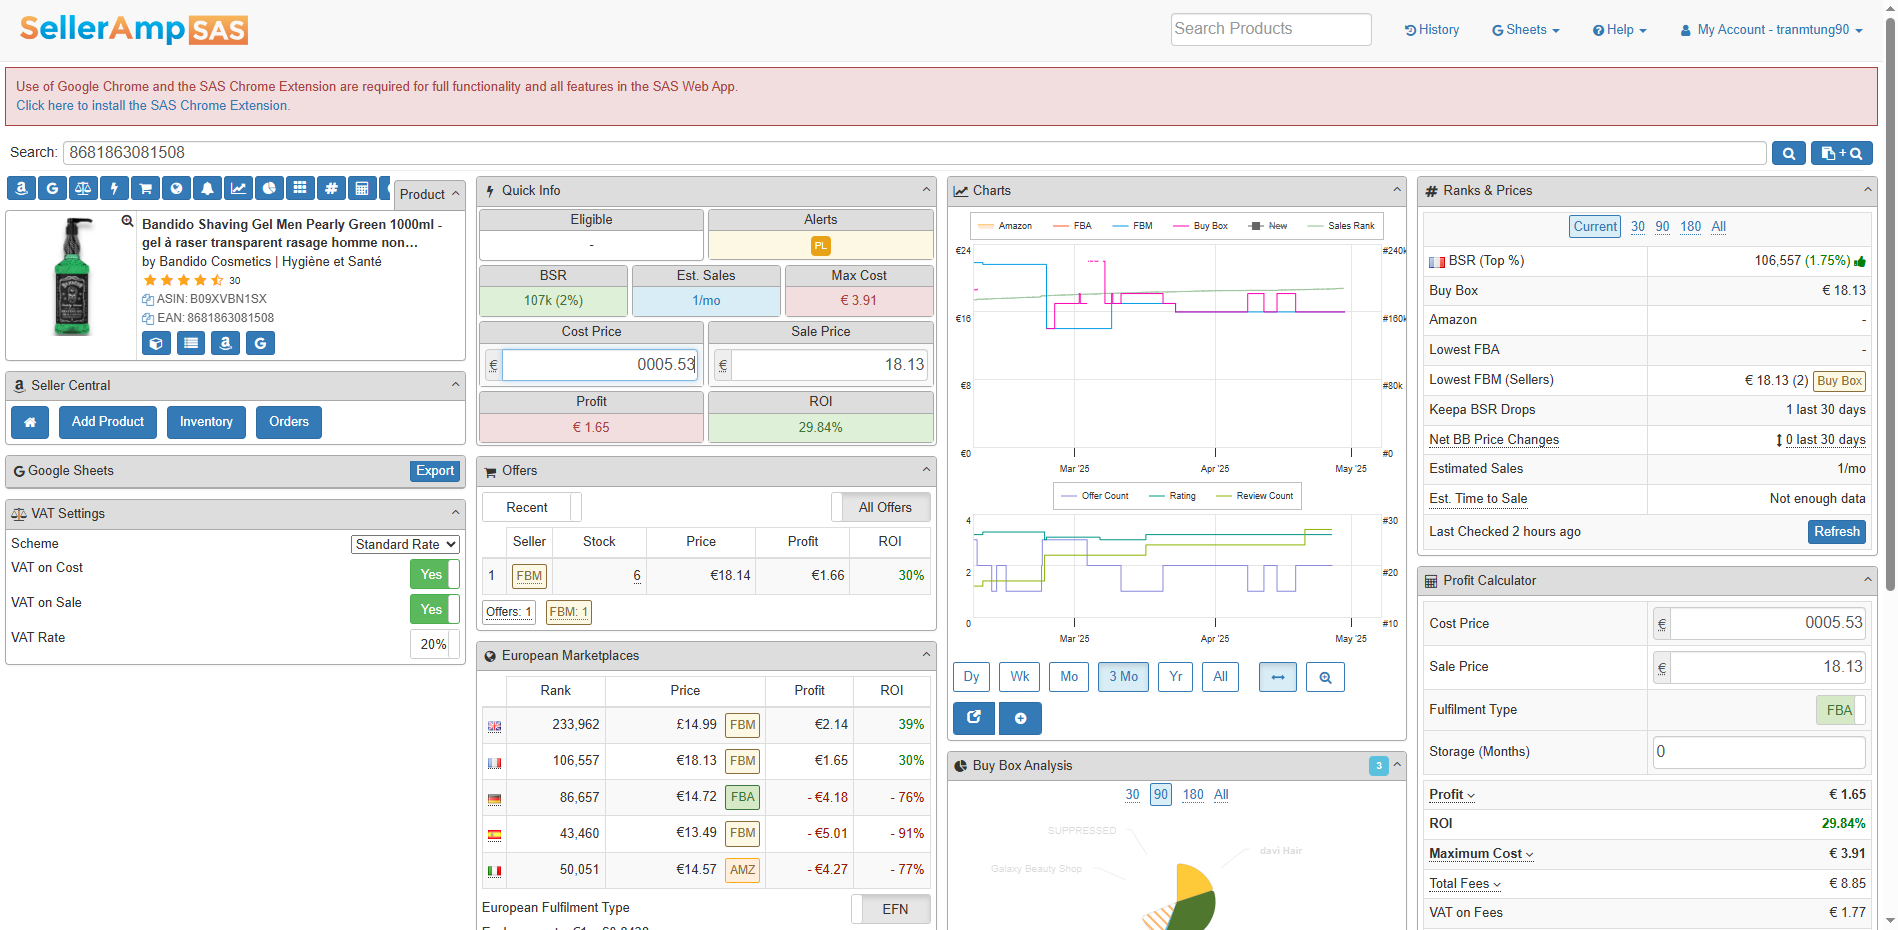 SellerAmp SAS
Search Products
History
Sheets
Help
My Account - tranmtung90
Use of Google Chrome and the SAS Chrome Extension are required for full functionality and all features in the SAS Web App.
Click here to install the SAS Chrome Extension.
Search: 8681863081508
Product
Bandido Shaving Gel Men Pearly Green 1000ml -
gel à raser transparent rasage homme non…
by Bandido Cosmetics | Hygiène et Santé
30
ASIN: B09XVBN1SX
EAN: 8681863081508
Seller Central
Add Product Inventory Orders
Google Sheets Export
VAT Settings
Scheme Standard Rate
VAT on Cost Yes
VAT on Sale Yes
VAT Rate 20%
Quick Info
Eligible Alerts
- PL
BSR Est. Sales Max Cost
107k (2%) 1/mo € 3.91
Cost Price Sale Price
€ 0005.53 € 18.13
Profit ROI
€ 1.65 29.84%
Offers
Recent All Offers
Seller Stock Price Profit ROI
1 FBM 6 €18.14 €1.66 30%
Offers: 1 FBM: 1
European Marketplaces
Rank Price Profit ROI
233,962 £14.99 FBM €2.14 39%
106,557 €18.13 FBM €1.65 30%
86,657 €14.72 FBA - €4.18 - 76%
43,460 €13.49 FBM - €5.01 - 91%
50,051 €14.57 AMZ - €4.27 - 77%
European Fulfilment Type EFN
Charts
Amazon FBA FBM Buy Box New Sales Rank
€24 #240k
€16 #160k
€8 #80k
€0 #0
Mar '25 Apr '25 May '25
Offer Count Rating Review Count
4 #30
2 #20
0 #10
Mar '25 Apr '25 May '25
Dy Wk Mo 3 Mo Yr All
Buy Box Analysis 3
30 90 180 All
SUPPRESSED
davi Hair
Galaxy Beauty Shop
Ranks & Prices
Current 30 90 180 All
BSR (Top %) 106,557 (1.75%)
Buy Box € 18.13
Amazon -
Lowest FBA -
Lowest FBM (Sellers) € 18.13 (2) Buy Box
Keepa BSR Drops 1 last 30 days
Net BB Price Changes 0 last 30 days
Estimated Sales 1/mo
Est. Time to Sale Not enough data
Last Checked 2 hours ago Refresh
Profit Calculator
Cost Price € 0005.53
Sale Price € 18.13
Fulfilment Type FBA
Storage (Months) 0
Profit € 1.65
ROI 29.84%
Maximum Cost € 3.91
Total Fees € 8.85
VAT on Fees € 1.77